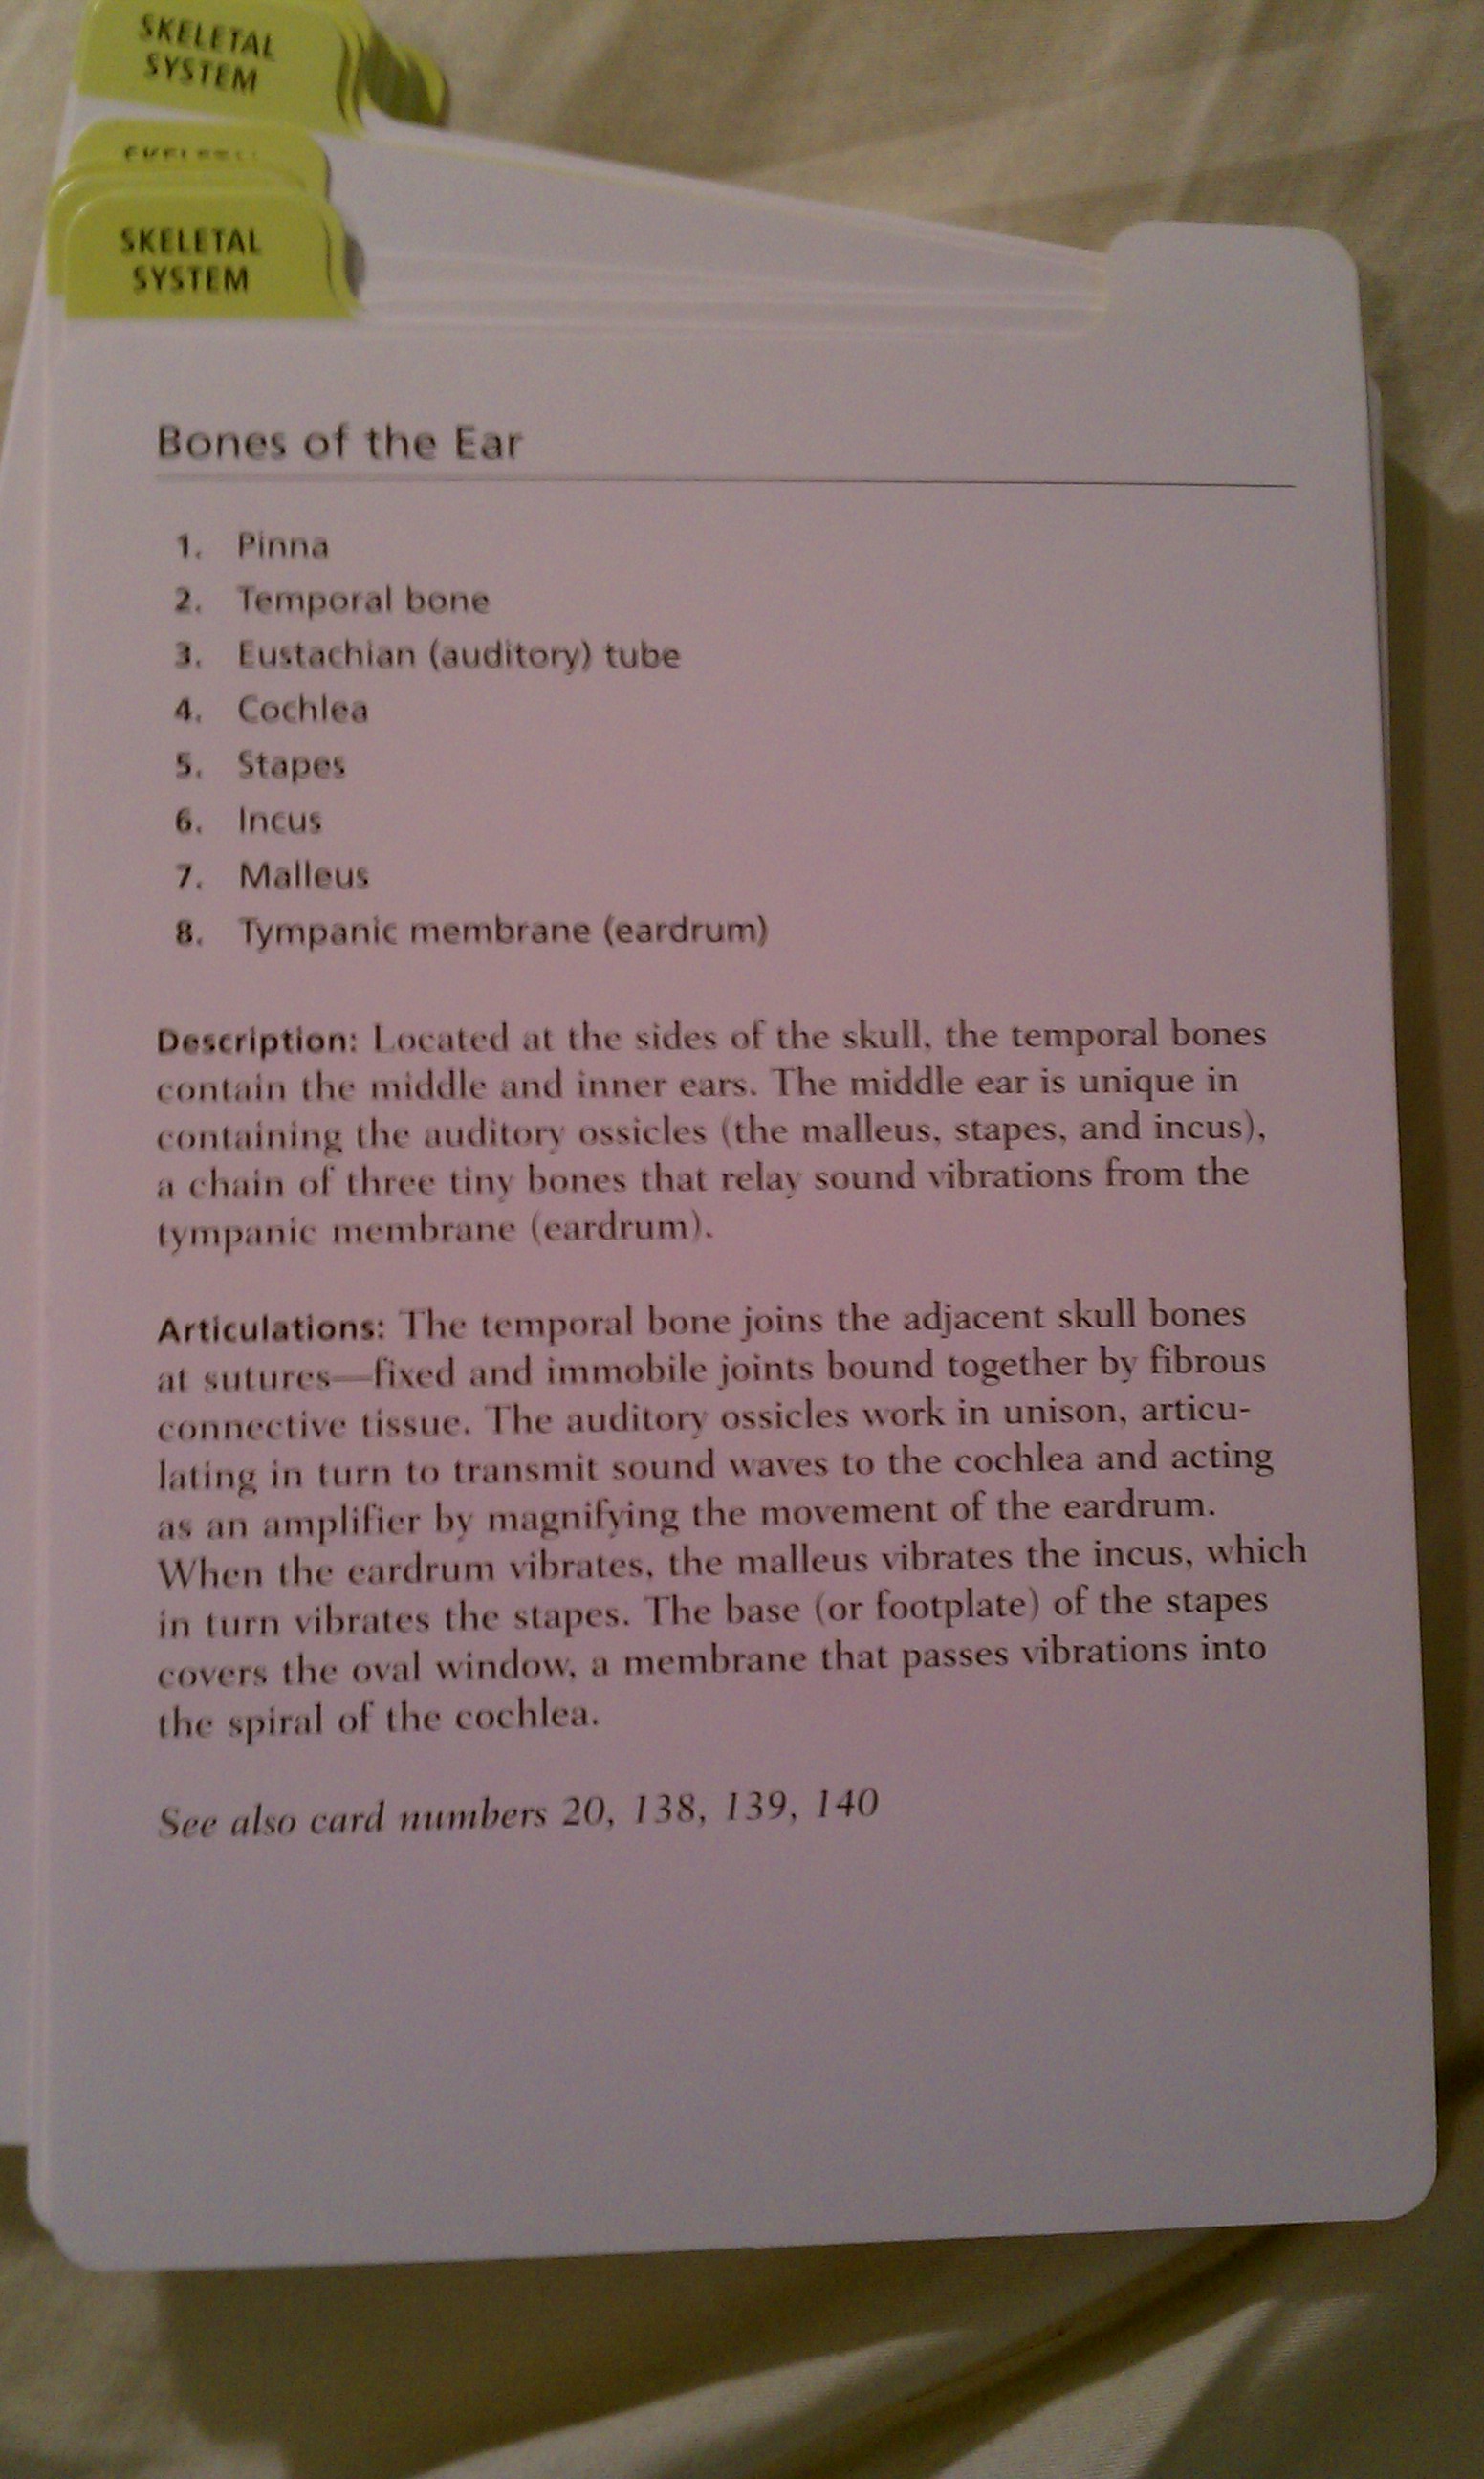 SKELETAL
SYSTEM
SKELETAL
SYSTEM
Bones of the Ear
1. Pinna
2. Temporal bone
3. Eustachian (auditory) tube
4. Cochlea
5. Stapes
6. Incus
7. Malleus
8. Tympanic membrane (eardrum)
Description: Located at the sides of the skull, the temporal bones
contain the middle and inner ears. The middle ear is unique in
containing the auditory ossicles (the malleus, stapes, and incus),
a chain of three tiny bones that relay sound vibrations from the
tympanic membrane (eardrum).
Articulations: The temporal bone joins the adjacent skull bones
at sutures—fixed and immobile joints bound together by fibrous
connective tissue. The auditory ossicles work in unison, articu-
lating in turn to transmit sound waves to the cochlea and acting
as an amplifier by magnifying the movement of the eardrum.
When the eardrum vibrates, the malleus vibrates the incus, which
in turn vibrates the stapes. The base (or footplate) of the stapes
covers the oval window, a membrane that passes vibrations into
the spiral of the cochlea.
See also card numbers 20, 138, 139, 140